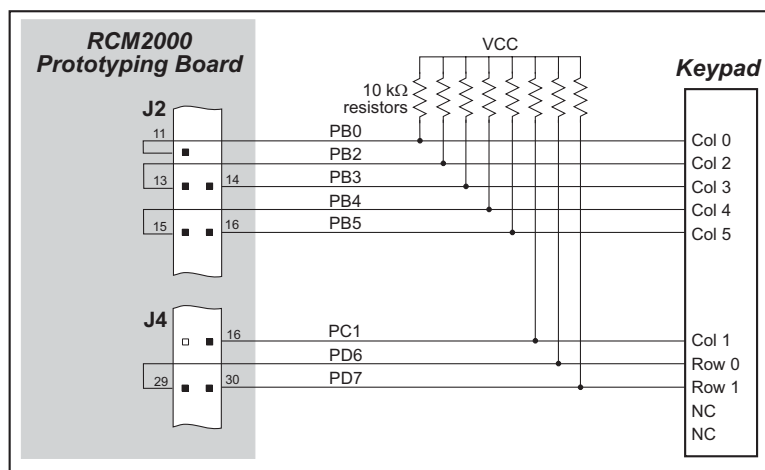 RCM2000
Prototyping Board
VCC
Keypad
10 kΩ
resistors
J2
11
PB0
Col 0
PB2
Col 2
13
14
PB3
Col 3
PB4
Col 4
15
16
PB5
Col 5
J4
16
PC1
Col 1
PD6
Row 0
29
30
PD7
Row 1
NC
NC